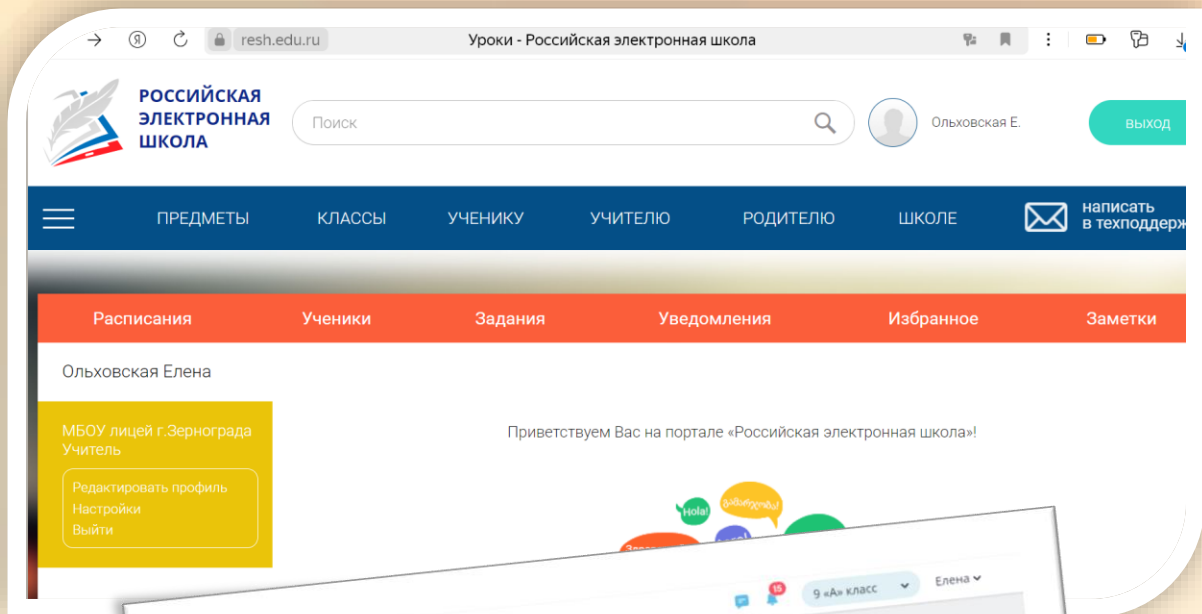 resh.edu.ru Уроки - Российская электронная школа
РОССИЙСКАЯ
ЭЛЕКТРОННАЯ
ШКОЛА
Поиск
Ольховская Е.
выход
ПРЕДМЕТЫ КЛАССЫ УЧЕНИКУ УЧИТЕЛЮ РОДИТЕЛЮ ШКОЛЕ
написать
в техподдерж
Расписания Ученики Задания Уведомления Избранное Заметки
Ольховская Елена
МБОУ лицей г.Зернограда
Учитель
Редактировать профиль
Настройки
Выйти
Приветствуем Вас на портале «Российская электронная школа»!
Hola!
გამარჯობა!
15 9 «А» класс Елена